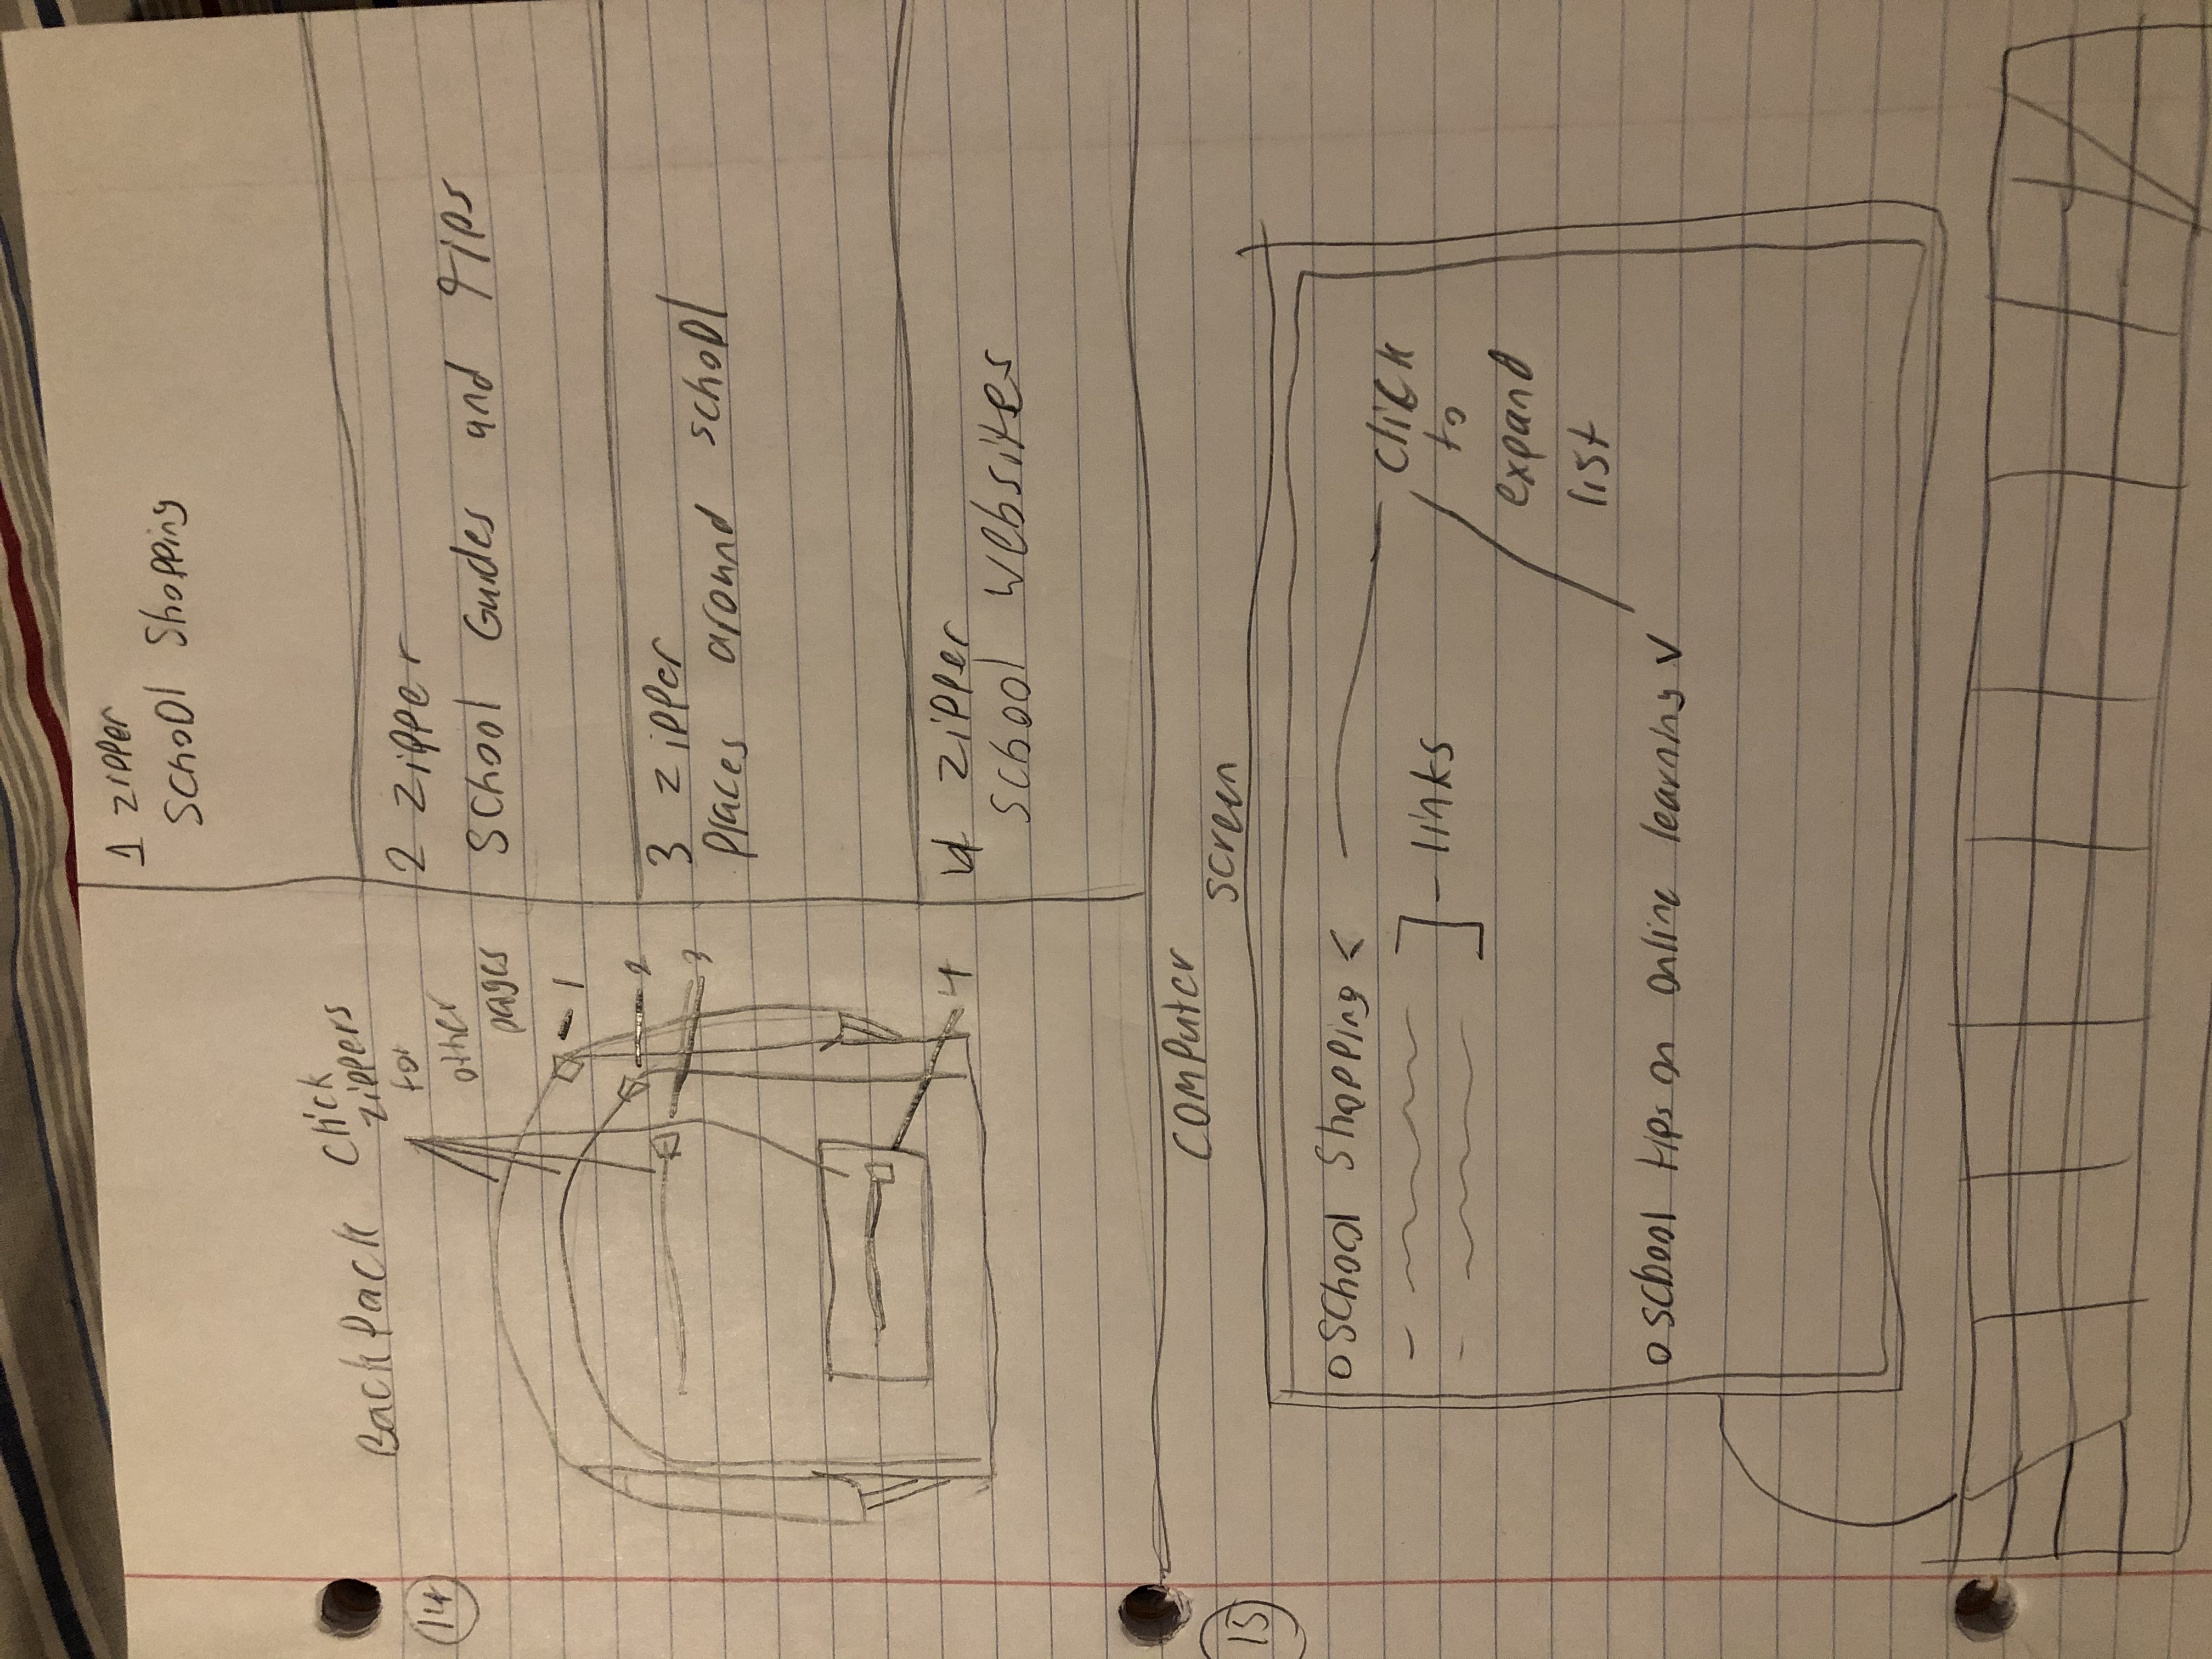 14
BackPack
Click
zippers
for
other
pages
1
2
3
4
1 zipper
School Shopping
2 zipper
School Guides and tips
3 zipper
Places around school
4 zipper
School websites
15
Computer
screen
O School Shopping <
- links
Click
to
expand
list
O School tips on online learning V